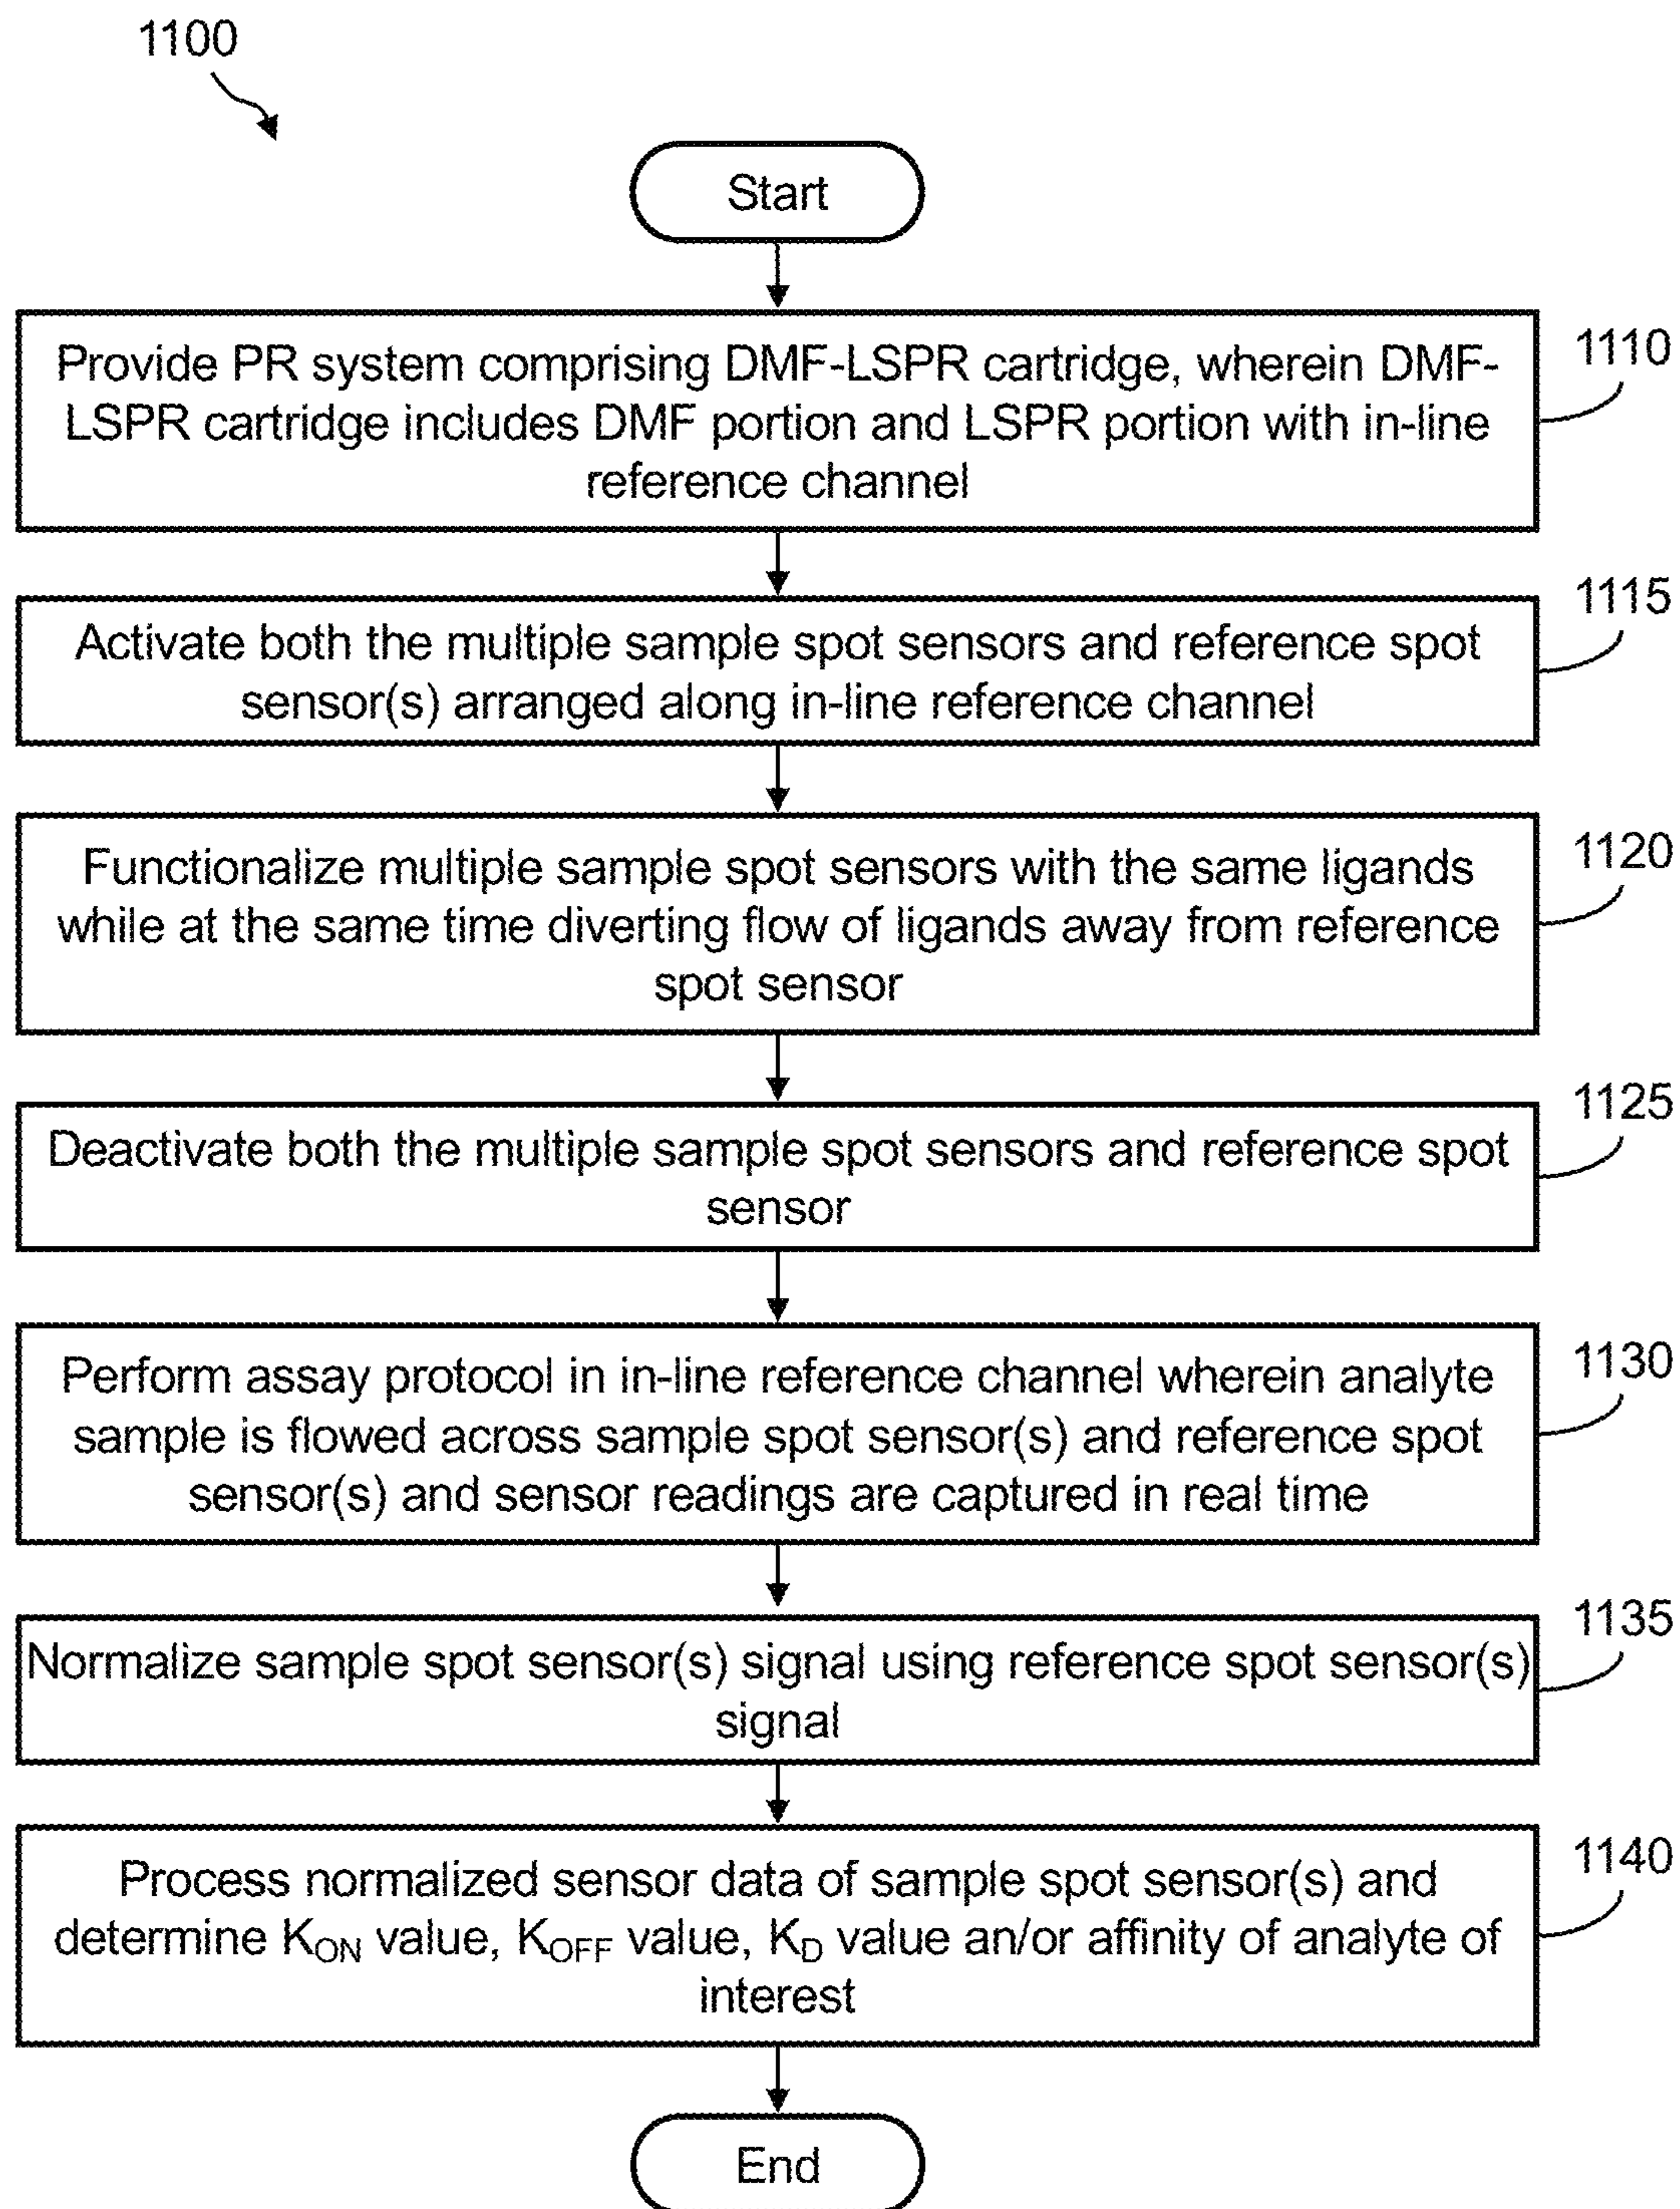 1100
Start
Provide PR system comprising DMF-LSPR cartridge, wherein DMF-
LSPR cartridge includes DMF portion and LSPR portion with in-line
reference channel
1110
Activate both the multiple sample spot sensors and reference spot
sensor(s) arranged along in-line reference channel
1115
Functionalize multiple sample spot sensors with the same ligands
while at the same time diverting flow of ligands away from reference
spot sensor
1120
Deactivate both the multiple sample spot sensors and reference spot
sensor
1125
Perform assay protocol in in-line reference channel wherein analyte
sample is flowed across sample spot sensor(s) and reference spot
sensor(s) and sensor readings are captured in real time
1130
Normalize sample spot sensor(s) signal using reference spot sensor(s)
signal
1135
Process normalized sensor data of sample spot sensor(s) and
determine K_ON value, K_OFF value, K_D value an/or affinity of analyte of
interest
1140
End